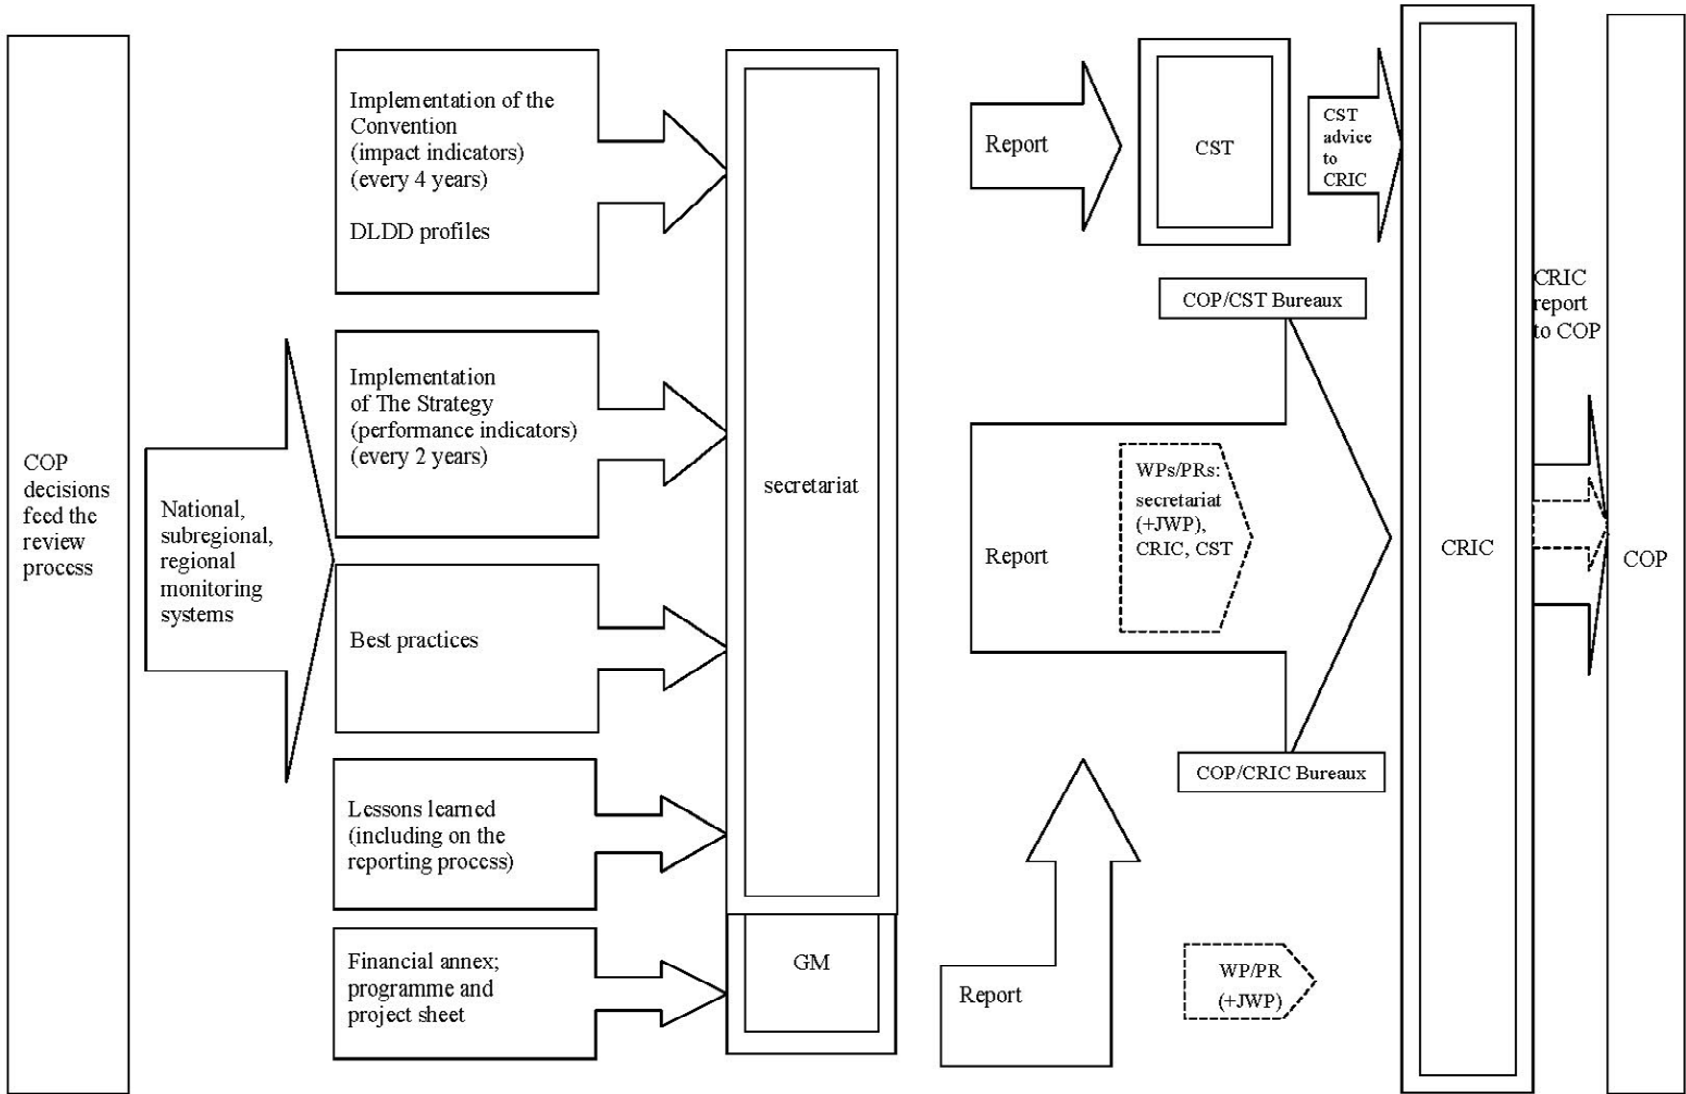 COP
decisions
feed the
review
process
National,
subregional,
regional
monitoring
systems
Implementation of the
Convention
(impact indicators)
(every 4 years)
DLDD profiles
Implementation
of The Strategy
(performance indicators)
(every 2 years)
Best practices
Lessons learned
(including on the
reporting process)
Financial annex;
programme and
project sheet
secretariat
GM
Report
CST
CST
advice
to
CRIC
COP/CST Bureaux
Report
WPs/PRs:
secretariat
(+JWP),
CRIC, CST
COP/CRIC Bureaux
Report
WP/PR
(+JWP)
CRIC
CRIC
report
to COP
COP